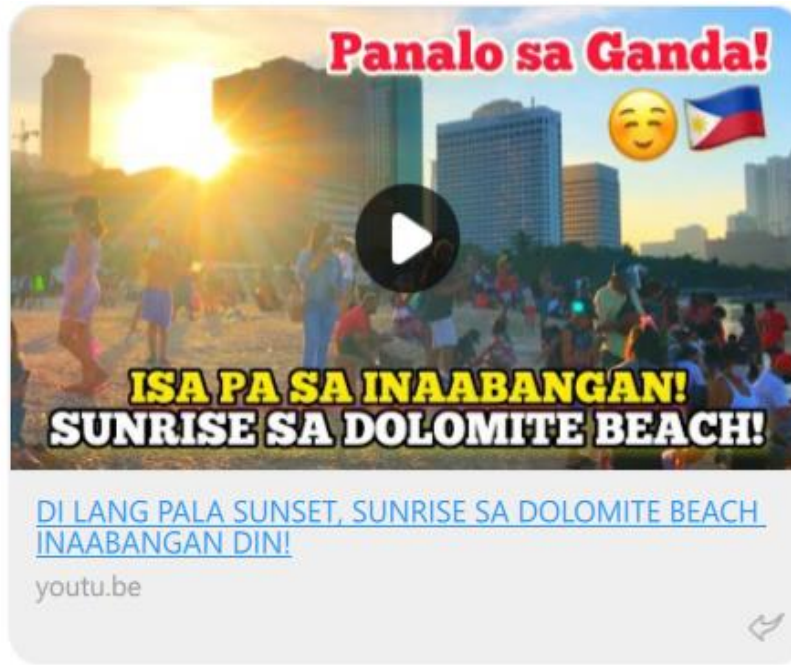 Panalo sa Ganda!
ISA PA SA INAABANGAN!
SUNRISE SA DOLOMITE BEACH!
DI LANG PALA SUNSET, SUNRISE SA DOLOMITE BEACH
INAABANGAN DIN!
youtu.be